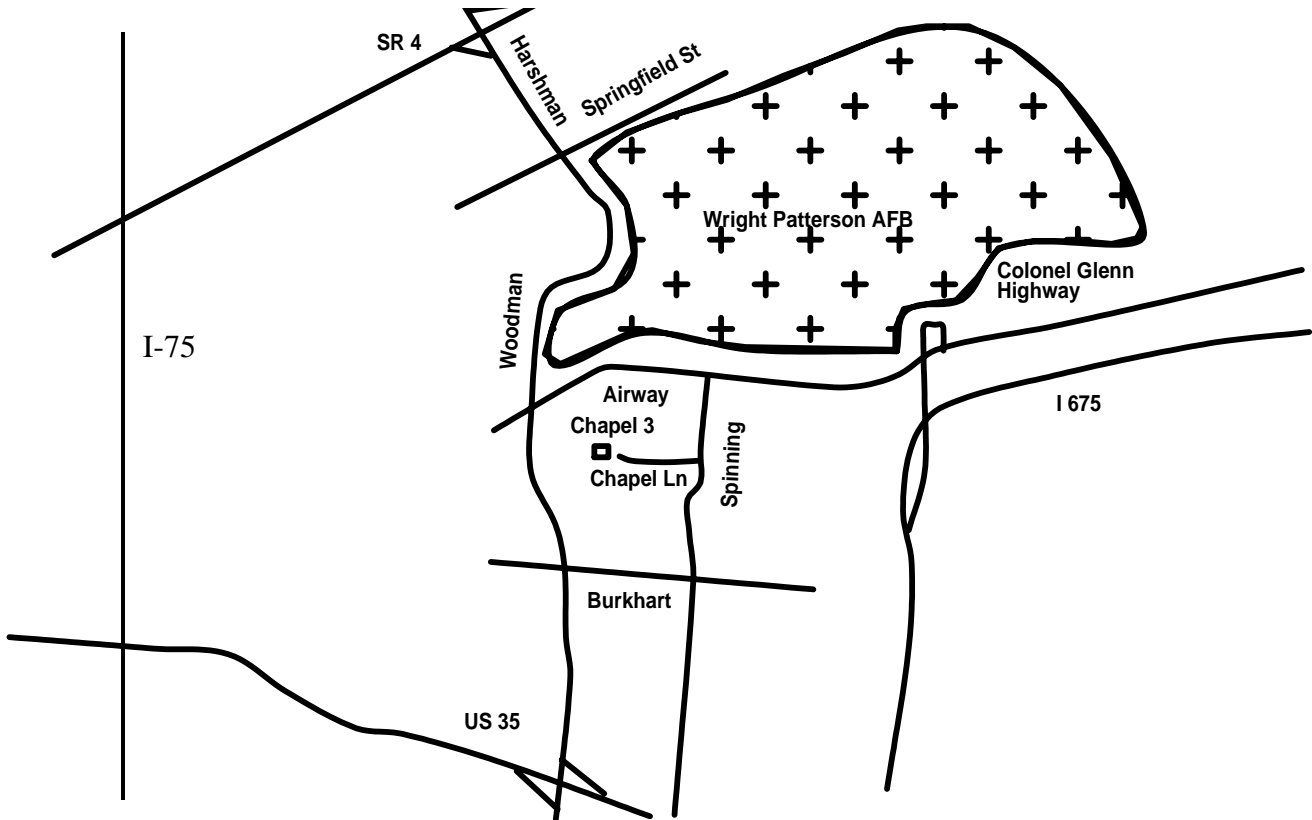 SR 4
Harshman
Springfield St
Wright Patterson AFB
Colonel Glenn
Highway
Woodman
I-75
Airway
I 675
Chapel 3
Spinning
Chapel Ln
Burkhart
US 35